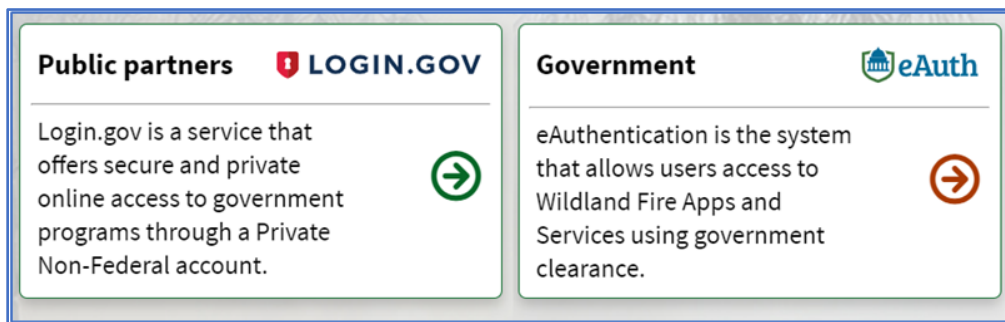 Public partners
LOGIN.GOV
Login.gov is a service that
offers secure and private
online access to government
programs through a Private
Non-Federal account.
Government
eAuth
eAuthentication is the system
that allows users access to
Wildland Fire Apps and
Services using government
clearance.